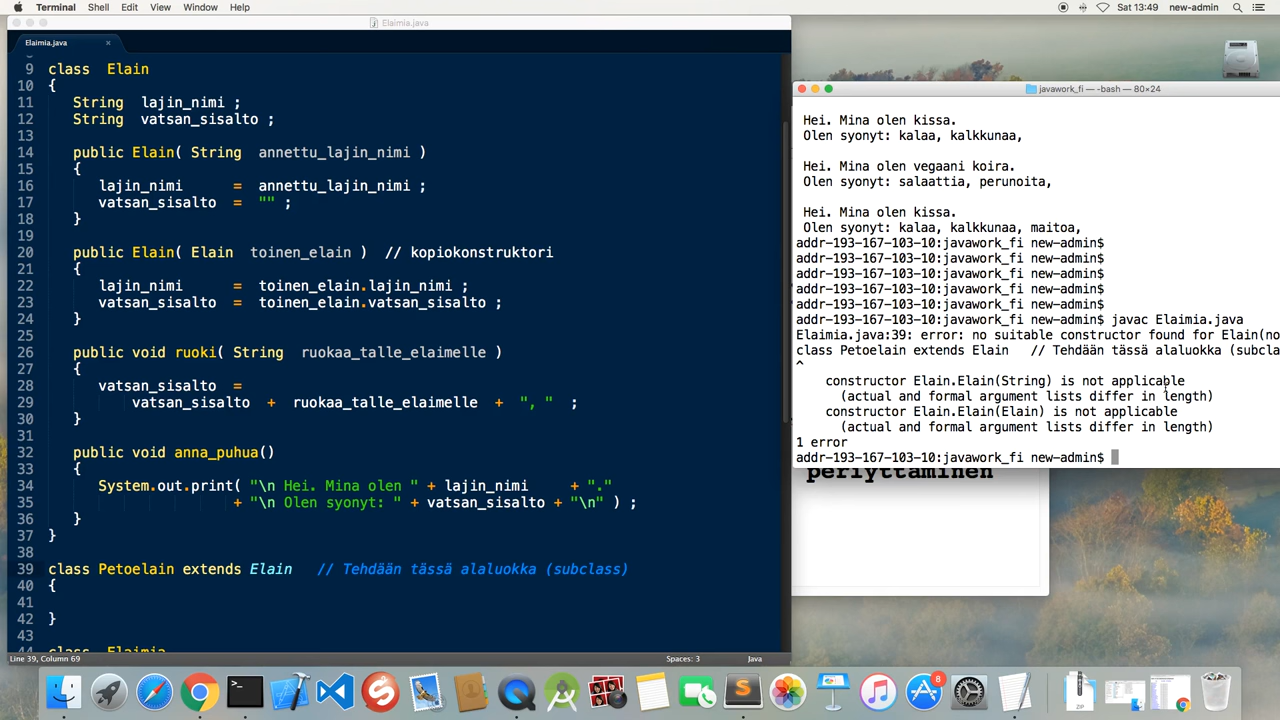 Terminal Shell Edit View Window Help
Sat 13:49 new-admin
Elaimia.java
Elaimia.java ×
9 class Elain
10 {
11 String lajin_nimi ;
12 String vatsan_sisalto ;
13
14 public Elain( String annettu_lajin_nimi )
15 {
16 lajin_nimi = annettu_lajin_nimi ;
17 vatsan_sisalto = "" ;
18 }
19
20 public Elain( Elain toinen_elain ) // kopiokonstruktori
21 {
22 lajin_nimi = toinen_elain.lajin_nimi ;
23 vatsan_sisalto = toinen_elain.vatsan_sisalto ;
24 }
25
26 public void ruoki( String ruokaa_talle_elaimelle )
27 {
28 vatsan_sisalto =
29 vatsan_sisalto + ruokaa_talle_elaimelle + ", " ;
30 }
31
32 public void anna_puhua()
33 {
34 System.out.print( "\n Hei. Mina olen " + lajin_nimi + "."
35 + "\n Olen syonyt: " + vatsan_sisalto + "\n" ) ;
36 }
37 }
38
39 class Petoelain extends Elain // Tehdään tässä alaluokka (subclass)
40 {
41
42 }
43
44 class Elaimia
Line 39, Column 69
Spaces: 3
Java
javawork_fi — -bash — 80×24
Hei. Mina olen kissa.
Olen syonyt: kalaa, kalkkunaa,
Hei. Mina olen vegaani koira.
Olen syonyt: salaattia, perunoita,
Hei. Mina olen kissa.
Olen syonyt: kalaa, kalkkunaa, maitoa,
addr-193-167-103-10:javawork_fi new-admin$
addr-193-167-103-10:javawork_fi new-admin$
addr-193-167-103-10:javawork_fi new-admin$
addr-193-167-103-10:javawork_fi new-admin$
addr-193-167-103-10:javawork_fi new-admin$
addr-193-167-103-10:javawork_fi new-admin$ javac Elaimia.java
Elaimia.java:39: error: no suitable constructor found for Elain(no
class Petoelain extends Elain // Tehdään tässä alaluokka (subcla
^
constructor Elain.Elain(String) is not applicable
(actual and formal argument lists differ in length)
constructor Elain.Elain(Elain) is not applicable
(actual and formal argument lists differ in length)
1 error
addr-193-167-103-10:javawork_fi new-admin$
periyttäminen
8
ZIP